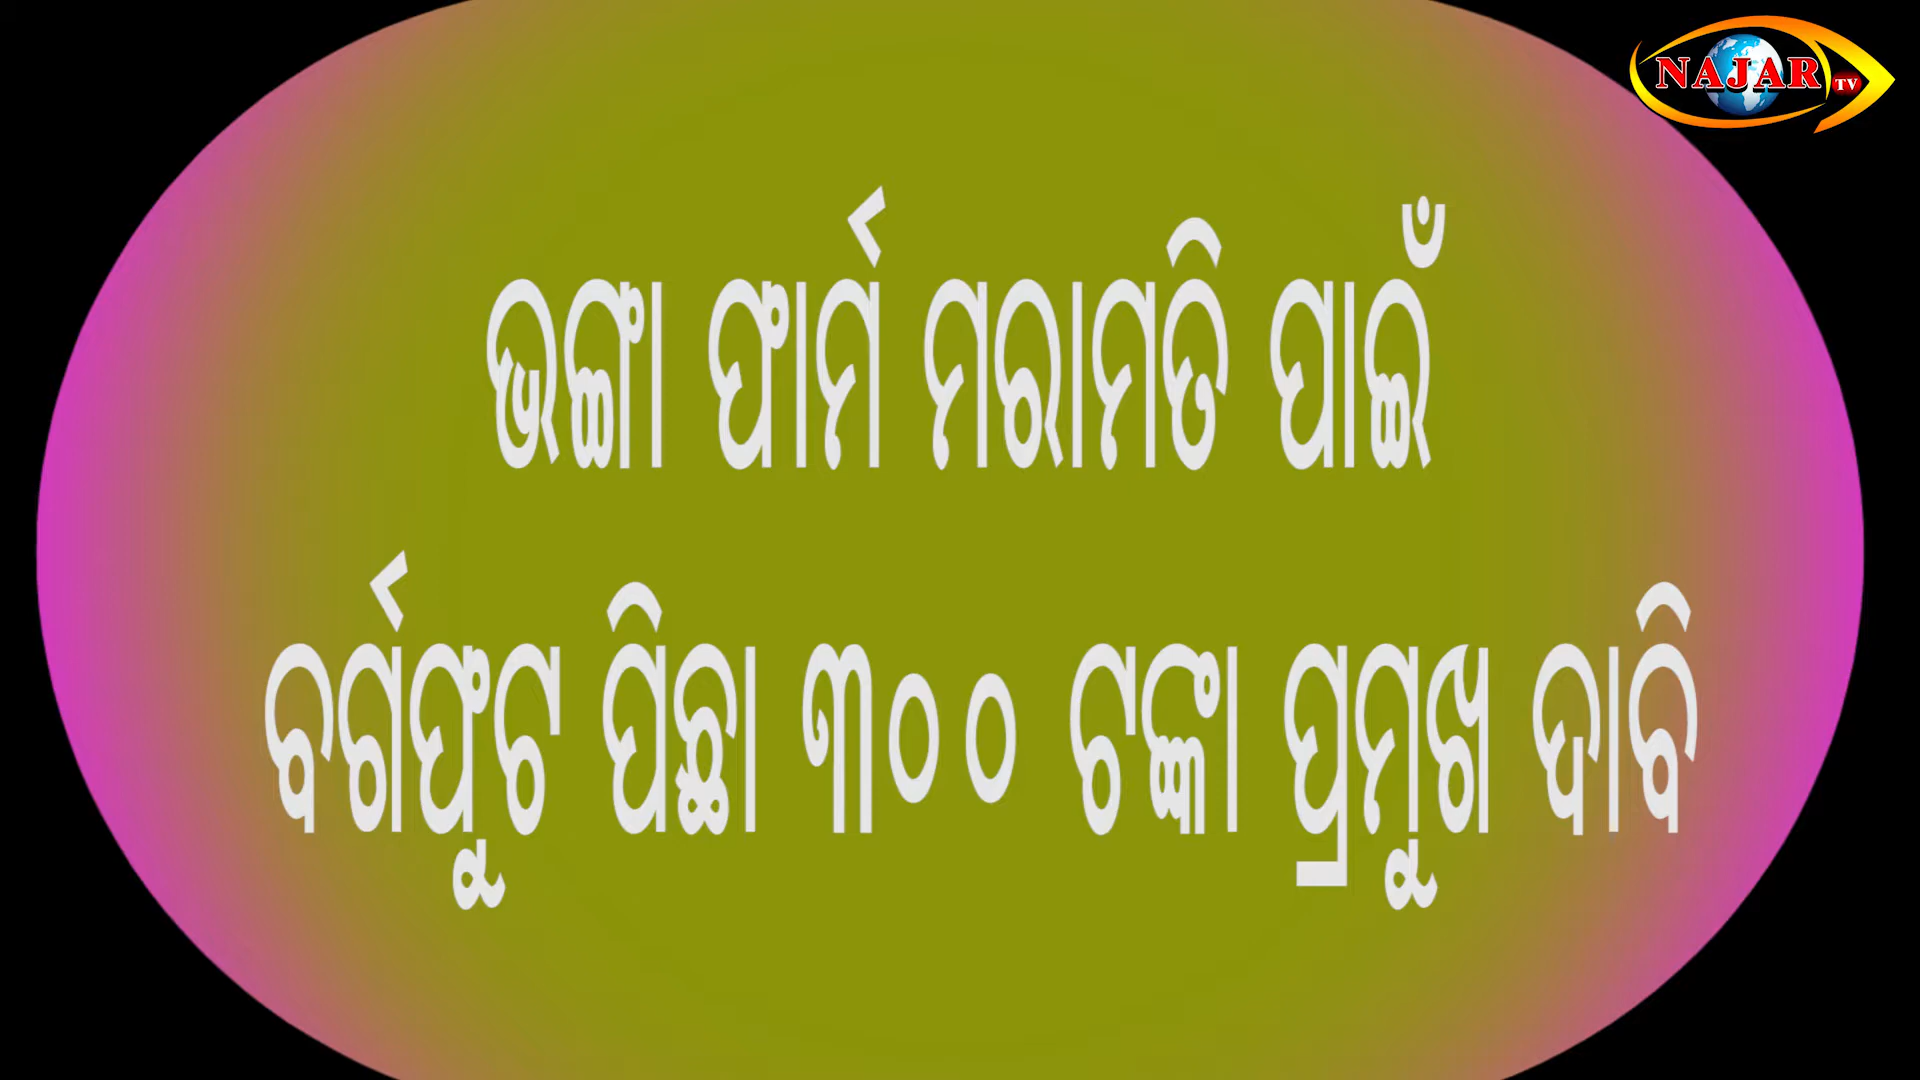 NAJAR TV
ଭଙ୍ଗା ଫାର୍ମ ମରାମତି ପାଇଁ
ବର୍ଗଫୁଟ ପିଛା ୩୦୦ ଟଙ୍କା ପ୍ରମୁଖ ଦାବି